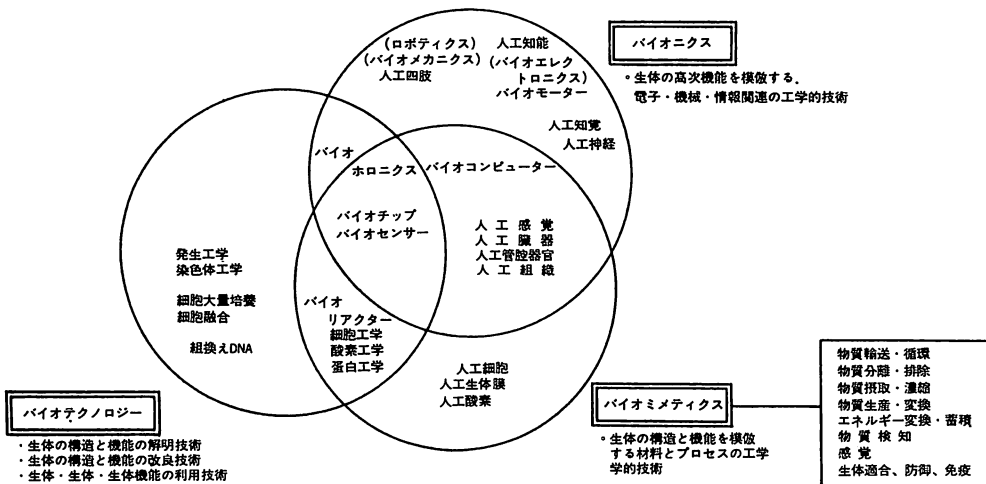 (ロボティクス)
(バイオメカニクス)
人工四肢
人工知能
(バイオエレク
トロニクス)
バイオモーター
人工知覚
人工神経
バイオニクス
。生体の高次機能を模倣する.
電子・機械・情報関連の工学的技術
バイオ
ホロニクス
バイオコンピューター
バイオチップ
バイオセンサー
人工感覚
人工臓器
人工管腔器官
人工組織
発生工学
染色体工学
細胞大量培養
細胞融合
組換えDNA
バイオ
リアクター
細胞工学
酸素工学
蛋白工学
人工細胞
人工生体膜
人工酸素
バイオテクノロジー
・生体の構造と機能の解明技術
・生体の構造と機能の改良技術
・生体・生体・生体機能の利用技術
バイオミメティクス
。生体の構造と機能を模倣
する材料とプロセスの工学
学的技術
物質輸送・循環
物質分離・排除
物質摂取・濃縮
物質生産・変換
エネルギー変換・蓄積
物質検知
感覚
生体適合、防御、免疫